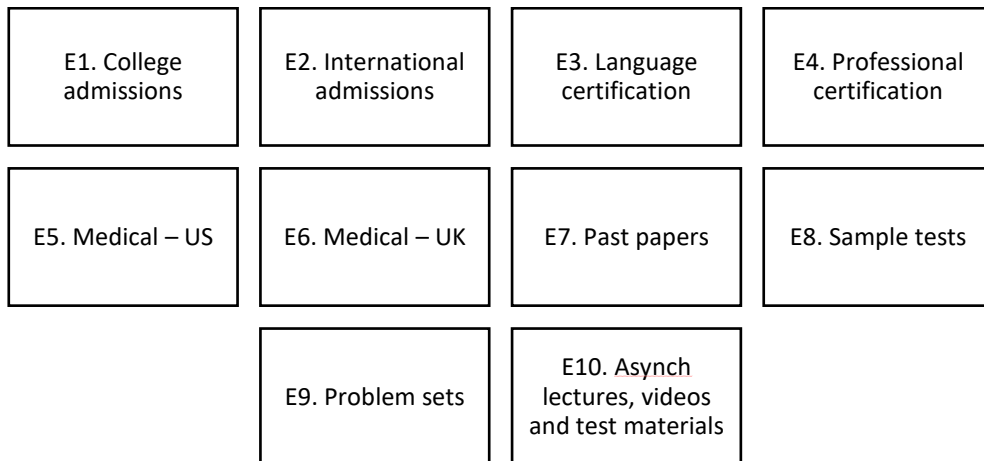 E1. College
admissions
E2. International
admissions
E3. Language
certification
E4. Professional
certification
E5. Medical – US
E6. Medical – UK
E7. Past papers
E8. Sample tests
E9. Problem sets
E10. Asynch
lectures, videos
and test materials